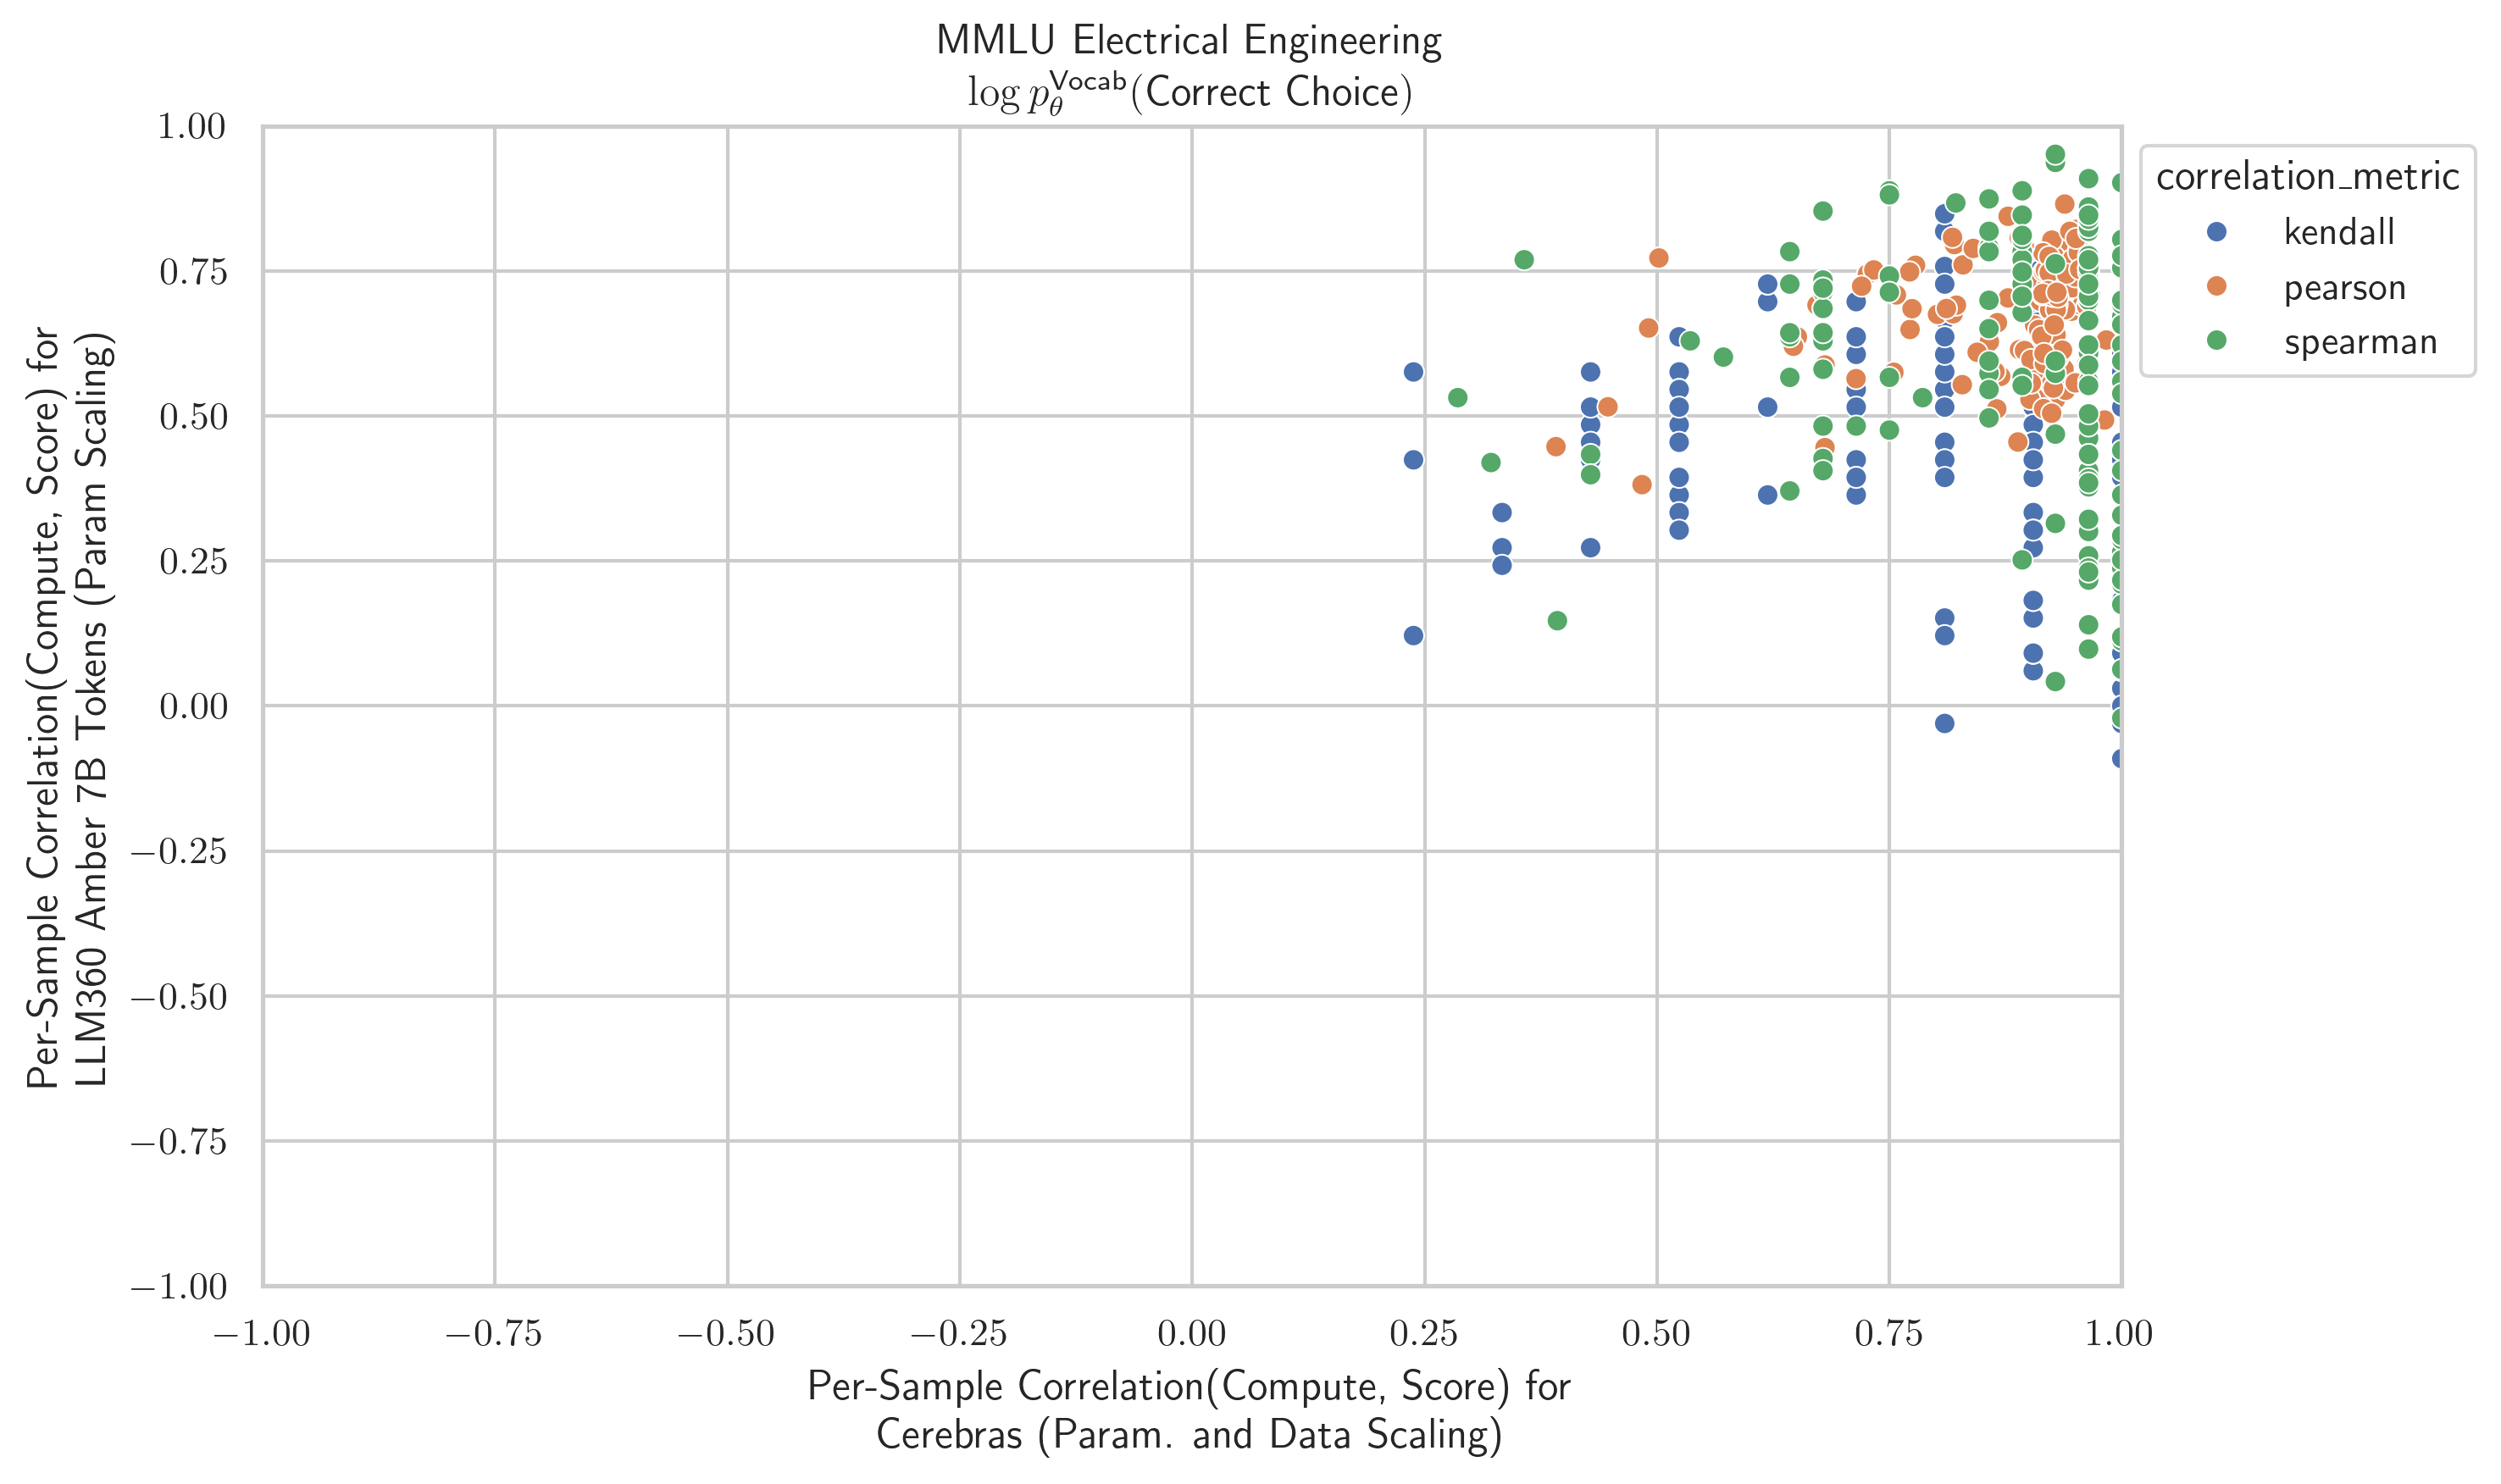 MMLU Electrical Engineering
log p_θ^Vocab(Correct Choice)
1.00
0.75
0.50
0.25
0.00
−0.25
−0.50
−0.75
−1.00
Per-Sample Correlation(Compute, Score) for
LLM360 Amber 7B Tokens (Param Scaling)
correlation_metric
kendall
pearson
spearman
−1.00 −0.75 −0.50 −0.25 0.00 0.25 0.50 0.75 1.00
Per-Sample Correlation(Compute, Score) for
Cerebras (Param. and Data Scaling)